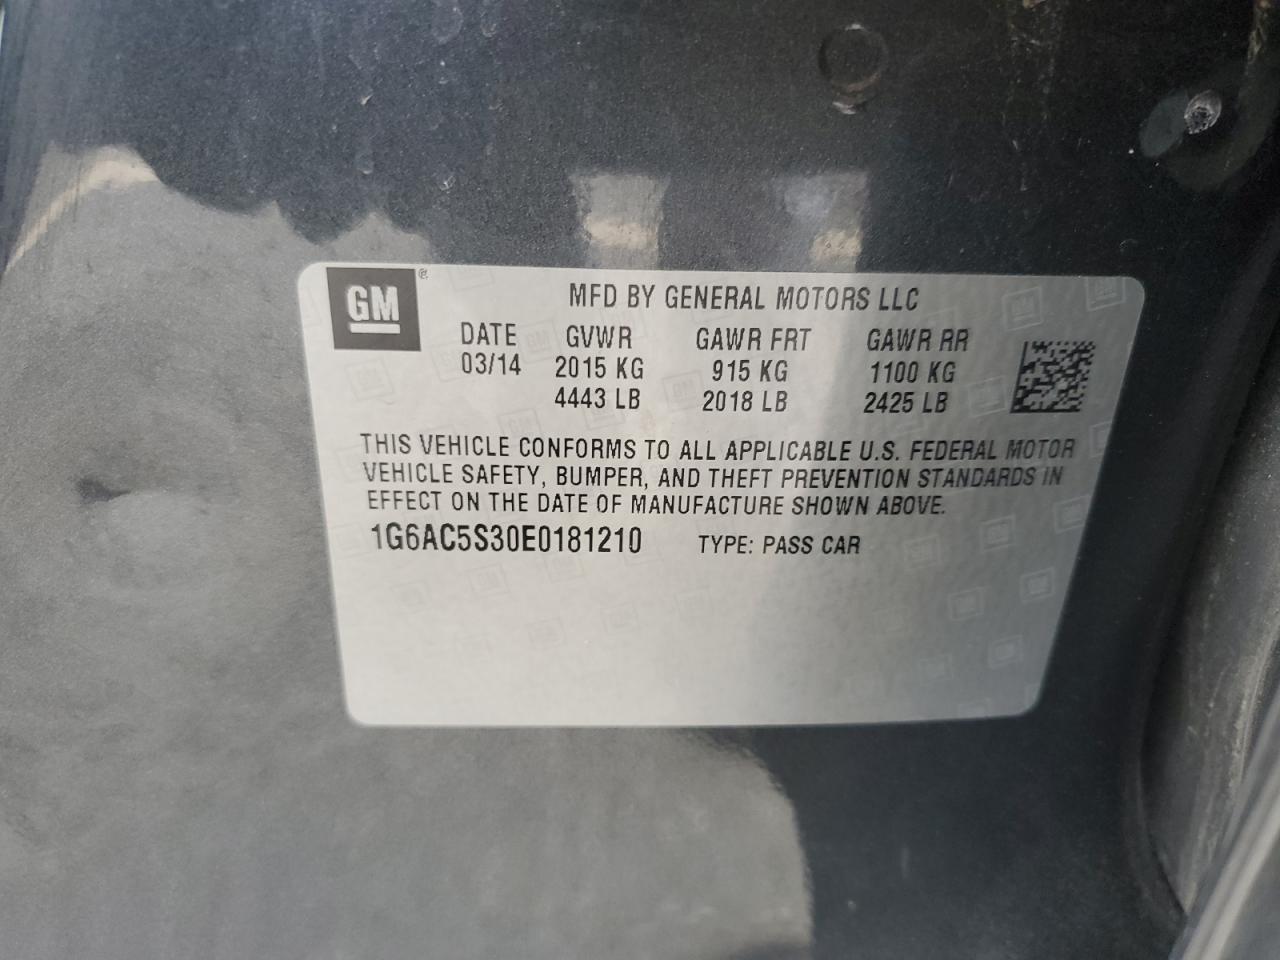 GM ®
MFD BY GENERAL MOTORS LLC
DATE GVWR GAWR FRT GAWR RR
03/14 2015 KG 915 KG 1100 KG
4443 LB 2018 LB 2425 LB
THIS VEHICLE CONFORMS TO ALL APPLICABLE U.S. FEDERAL MOTOR
VEHICLE SAFETY, BUMPER, AND THEFT PREVENTION STANDARDS IN
EFFECT ON THE DATE OF MANUFACTURE SHOWN ABOVE.
1G6AC5S30E0181210 TYPE: PASS CAR